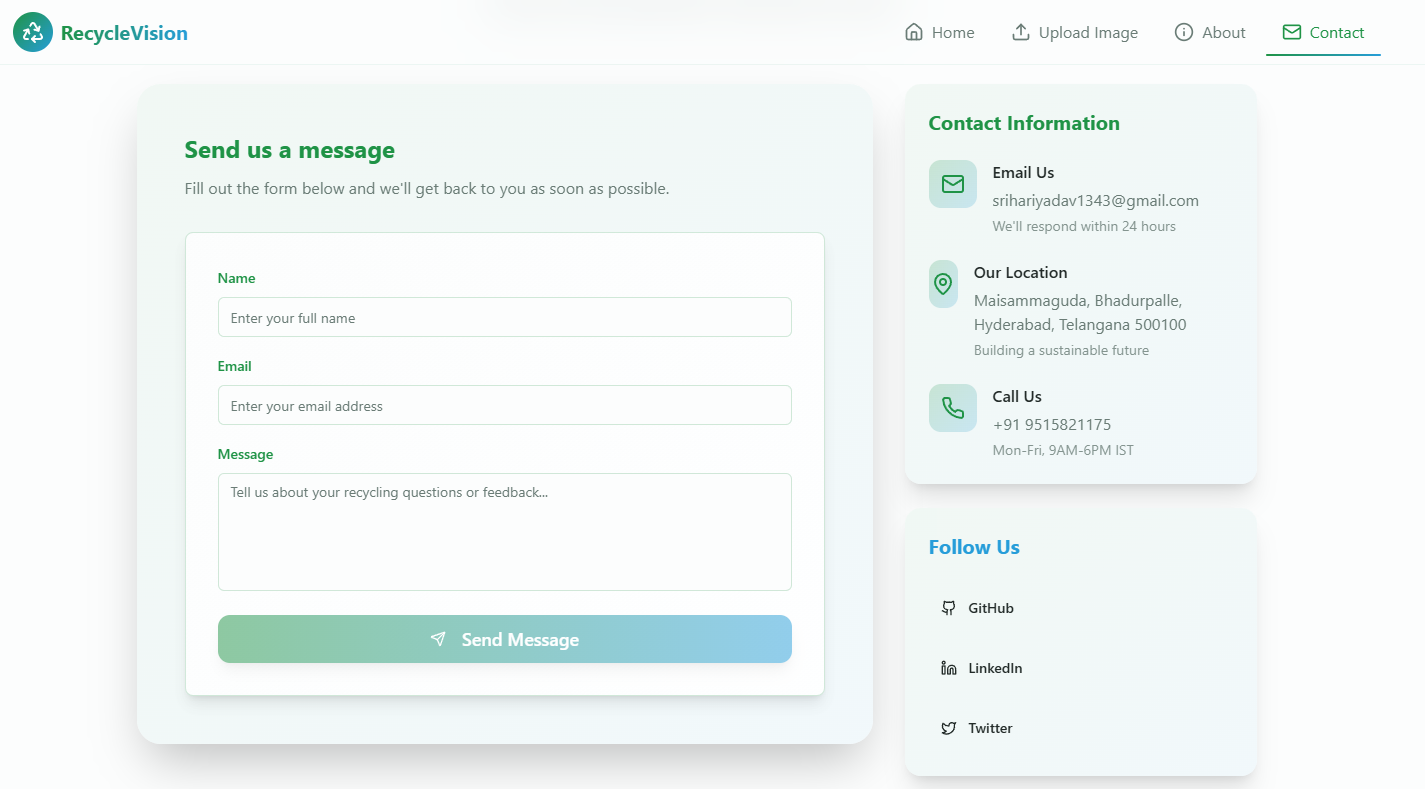 RecycleVision
Home
Upload Image
About
Contact
Send us a message
Fill out the form below and we'll get back to you as soon as possible.
Name
Enter your full name
Email
Enter your email address
Message
Tell us about your recycling questions or feedback...
Send Message
Contact Information
Email Us
srihariyadav1343@gmail.com
We'll respond within 24 hours
Our Location
Maisammaguda, Bhadurpalle,
Hyderabad, Telangana 500100
Building a sustainable future
Call Us
+91 9515821175
Mon-Fri, 9AM-6PM IST
Follow Us
GitHub
LinkedIn
Twitter